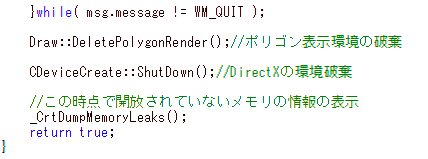 }while( msg.message != WM_QUIT );
Draw::DeletePolygonRender();//ポリゴン表示環境の破棄
CDeviceCreate::ShutDown();//DirectXの環境破棄
//この時点で開放されていないメモリの情報の表示
_CrtDumpMemoryLeaks();
return true;
}